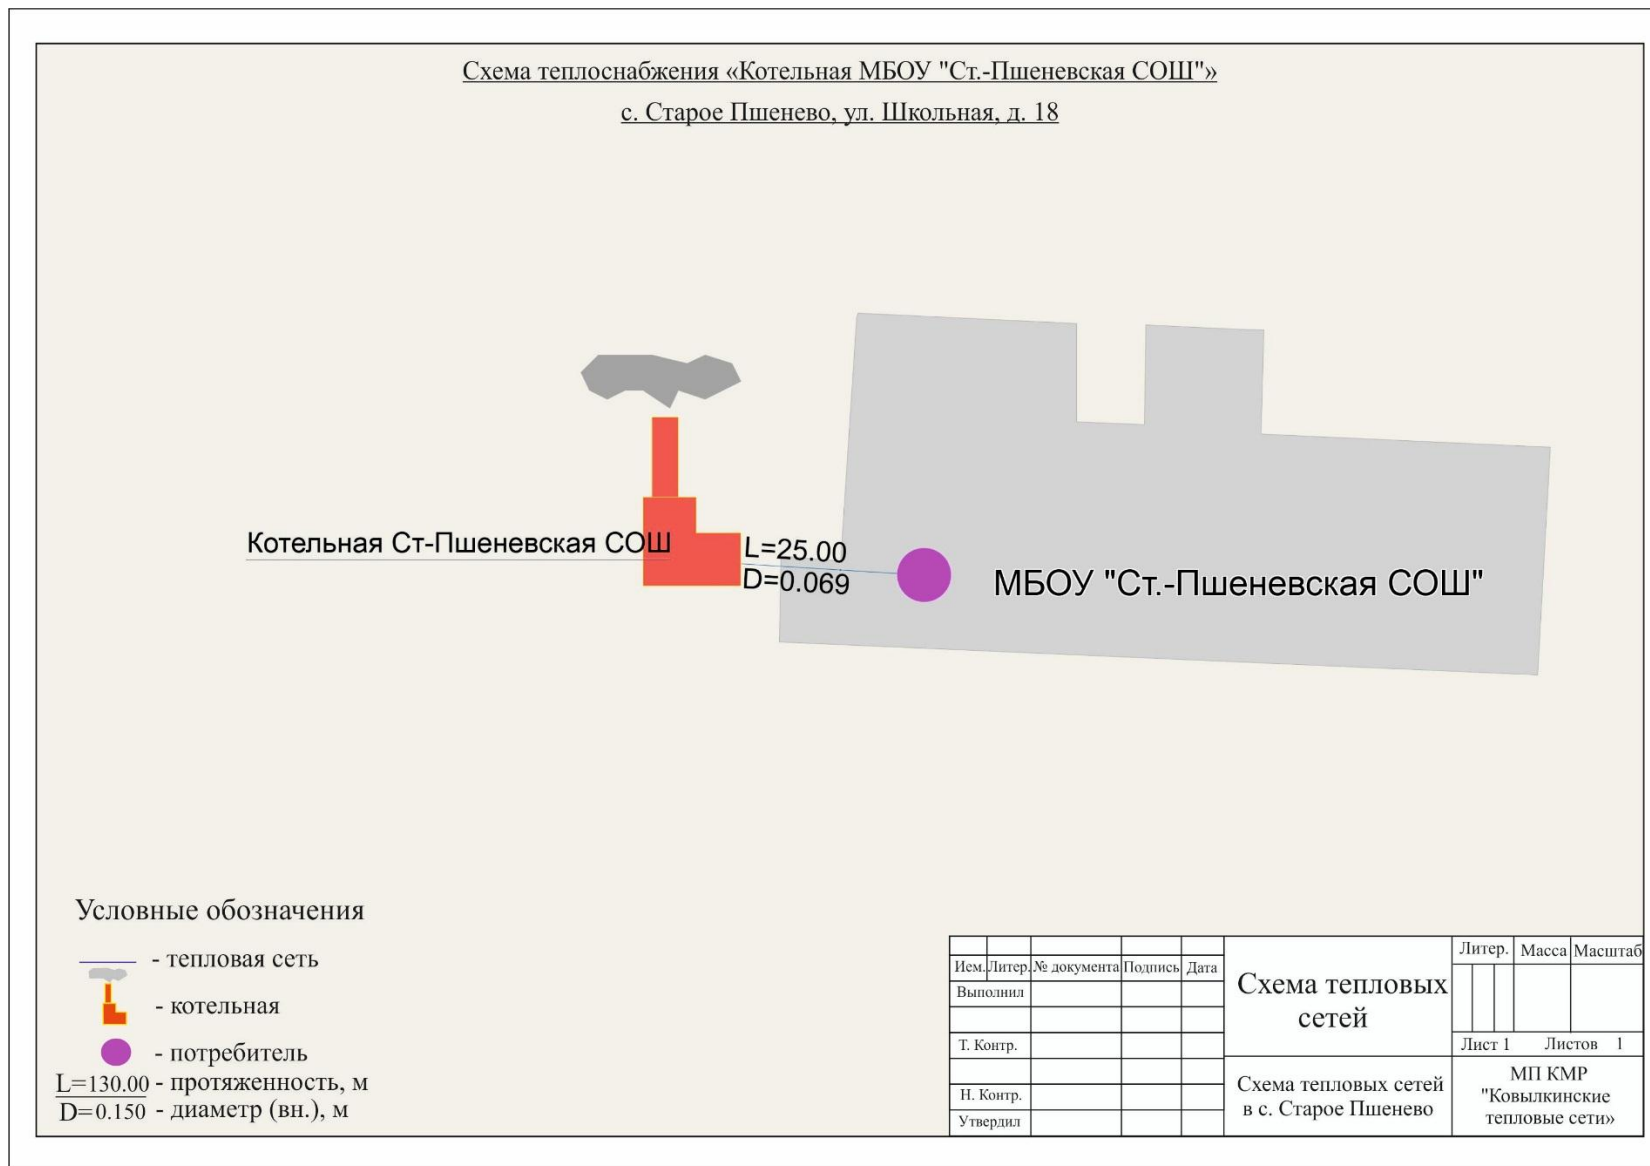 Схема теплоснабжения «Котельная МБОУ "Ст.-Пшеневская СОШ"»
с. Старое Пшенево, ул. Школьная, д. 18
Котельная Ст-Пшеневская СОШ
L=25.00
D=0.069
МБОУ "Ст.-Пшеневская СОШ"
Условные обозначения
- тепловая сеть
- котельная
- потребитель
L=130.00 - протяженность, м
D=0.150 - диаметр (вн.), м
Ием. Литер. № документа Подпись Дата
Выполнил
Т. Контр.
Н. Контр.
Утвердил
Схема тепловых
сетей
Схема тепловых сетей
в с. Старое Пшенево
Литер. Масса Масштаб
Лист 1 Листов 1
МП КМР
"Ковылкинские
тепловые сети»